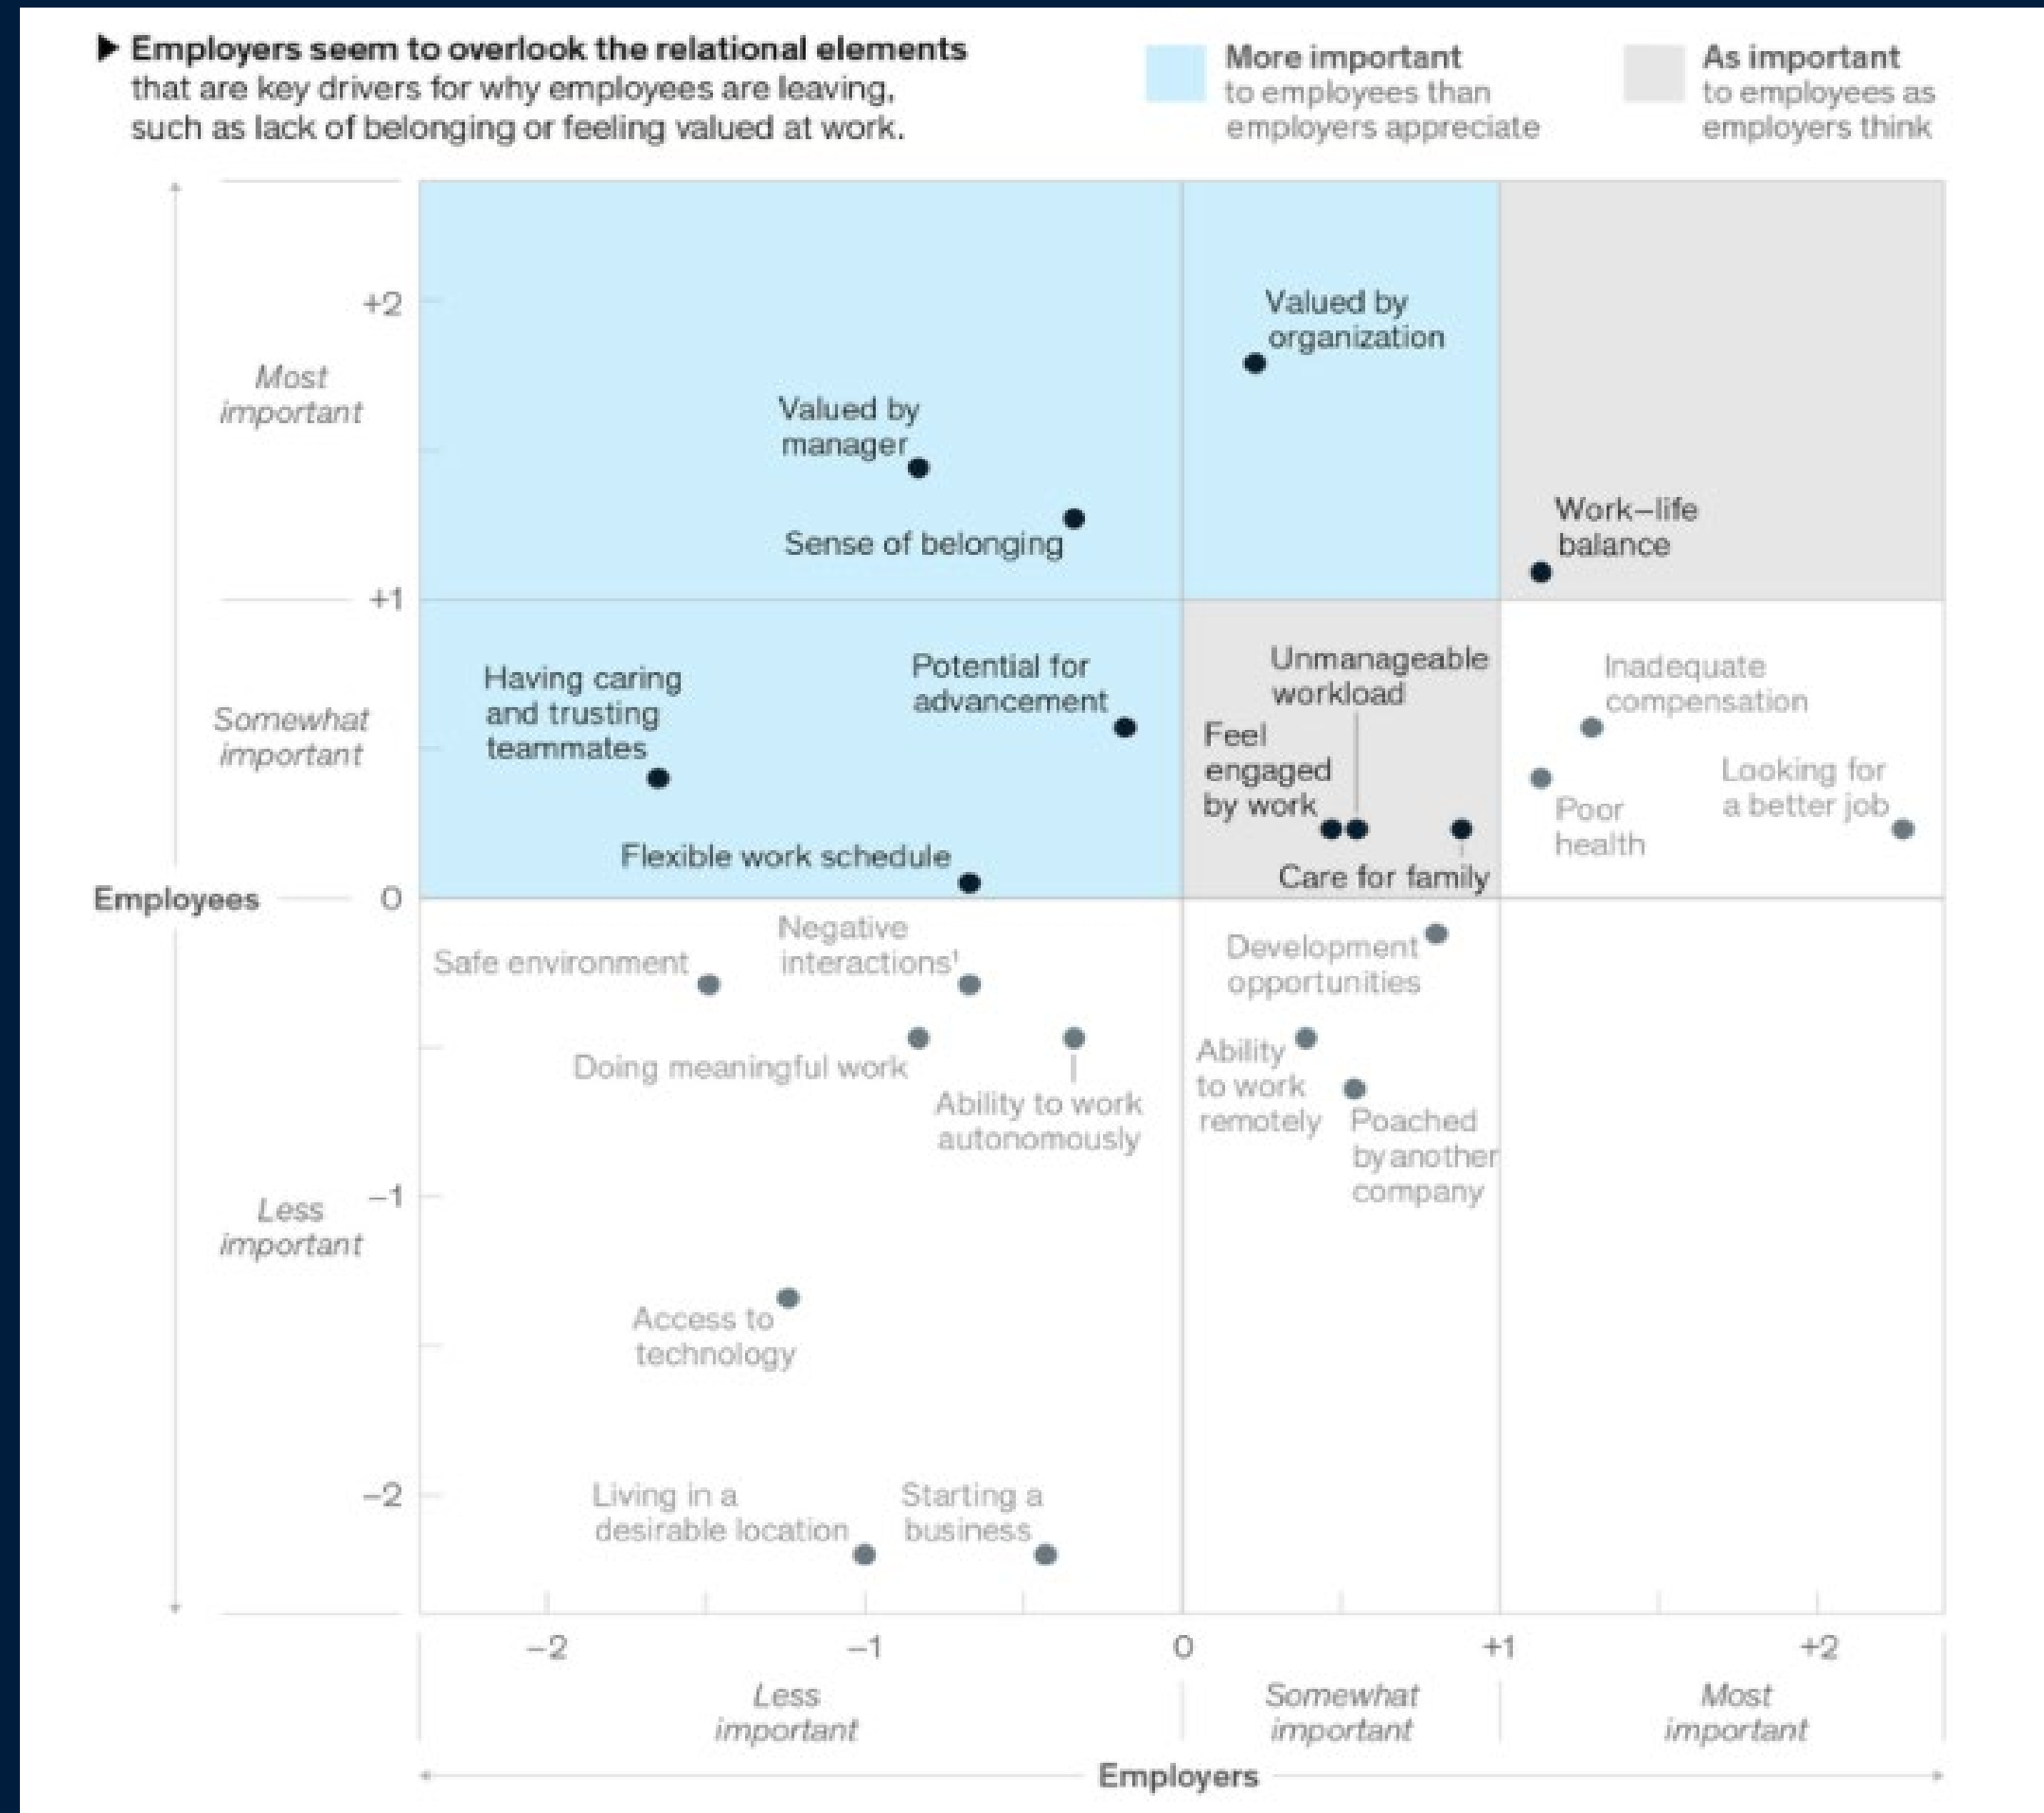 Employers seem to overlook the relational elements
that are key drivers for why employees are leaving,
such as lack of belonging or feeling valued at work.
More important
to employees than
employers appreciate
As important
to employees as
employers think
+2
Most
important
Valued by
organization
Valued by
manager
Sense of belonging
Work–life
balance
+1
Having caring
and trusting
teammates
Potential for
advancement
Unmanageable
workload
Feel
engaged
by work
Inadequate
compensation
Somewhat
important
Poor
health
Looking for
a better job
Flexible work schedule
Care for family
Employees
0
Safe environment
Negative
interactions¹
Development
opportunities
Doing meaningful work
Ability to work
autonomously
Ability
to work
remotely
Poached
by another
company
–1
Less
important
Access to
technology
–2
Living in a
desirable location
Starting a
business
–2
–1
0
+1
+2
Less
important
Somewhat
important
Most
important
Employers